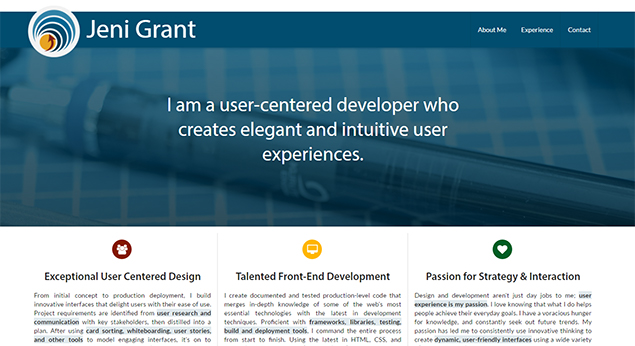 Jeni Grant
About Me Experience Contact
I am a user-centered developer who
creates elegant and intuitive user
experiences.
Exceptional User Centered Design
From initial concept to production deployment, I build
innovative interfaces that delight users with their ease of use.
Project requirements are identified from user research and
communication with key stakeholders, then distilled into a
plan. After using card sorting, whiteboarding, user stories,
and other tools to model engaging interfaces, it's on to
Talented Front-End Development
I create documented and tested production-level code that
merges in-depth knowledge of some of the web's most
essential technologies with the latest in development
techniques. Proficient with frameworks, libraries, testing,
build and deployment tools. I command the entire process
from start to finish. Using the latest in HTML, CSS, and
Passion for Strategy & Interaction
Design and development aren't just day jobs to me; user
experience is my passion. I love knowing that what I do helps
people achieve their everyday goals. I have a voracious hunger
for knowledge, and constantly seek out future trends. My
passion has led me to consistently use innovative thinking to
create dynamic, user-friendly interfaces using a wide variety